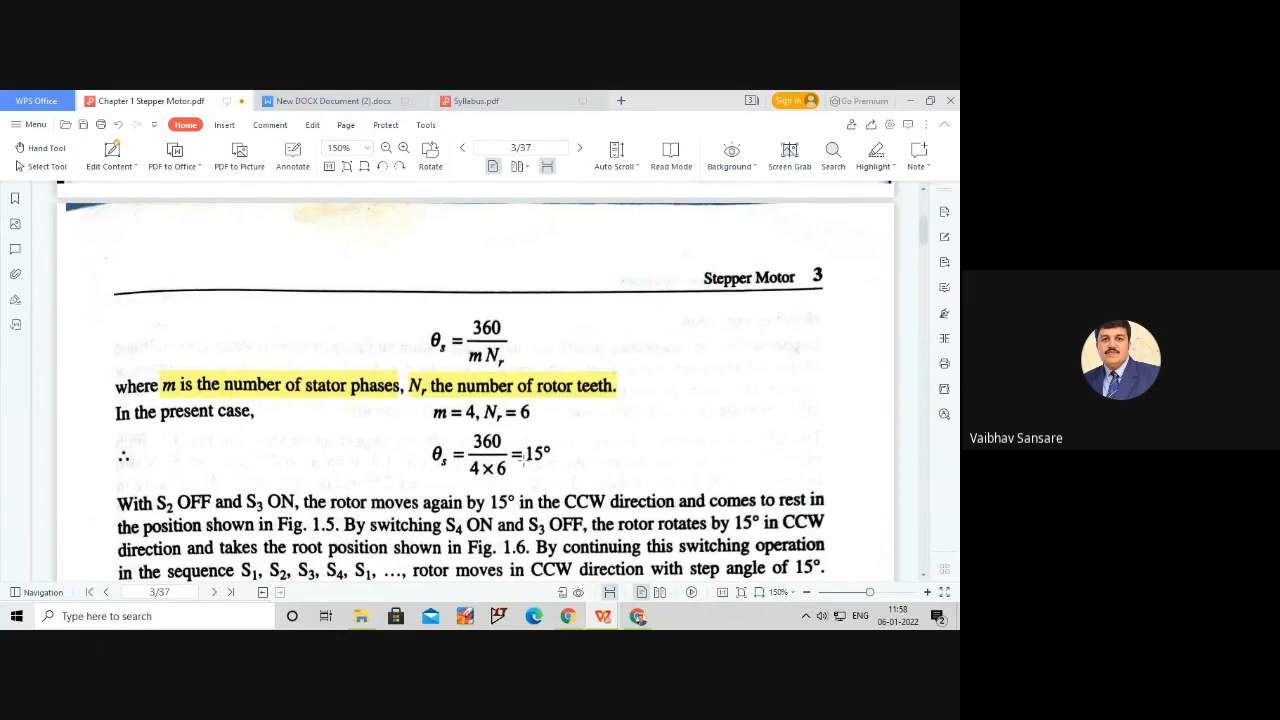 WPS Office
Chapter 1 Stepper Motor.pdf
New DOCX Document (2).docx
Syllabus.pdf
Sign in
Go Premium
Menu
Home
Insert
Comment
Edit
Page
Protect
Tools
Hand Tool
Select Tool
Edit Content
PDF to Office
PDF to Picture
Annotate
150%
Rotate
3/37
Auto Scroll
Read Mode
Background
Screen Grab
Search
Highlight
Note
Stepper Motor 3
θs = 360 / m Nr
where m is the number of stator phases, Nr the number of rotor teeth.
In the present case,
m = 4, Nr = 6
∴ θs = 360 / 4 × 6 = 15°
With S2 OFF and S3 ON, the rotor moves again by 15° in the CCW direction and comes to rest in
the position shown in Fig. 1.5. By switching S4 ON and S3 OFF, the rotor rotates by 15° in CCW
direction and takes the root position shown in Fig. 1.6. By continuing this switching operation
in the sequence S1, S2, S3, S4, S1, ..., rotor moves in CCW direction with step angle of 15°.
Navigation
3/37
150%
Type here to search
ENG
11:58
06-01-2022
Vaibhav Sansare